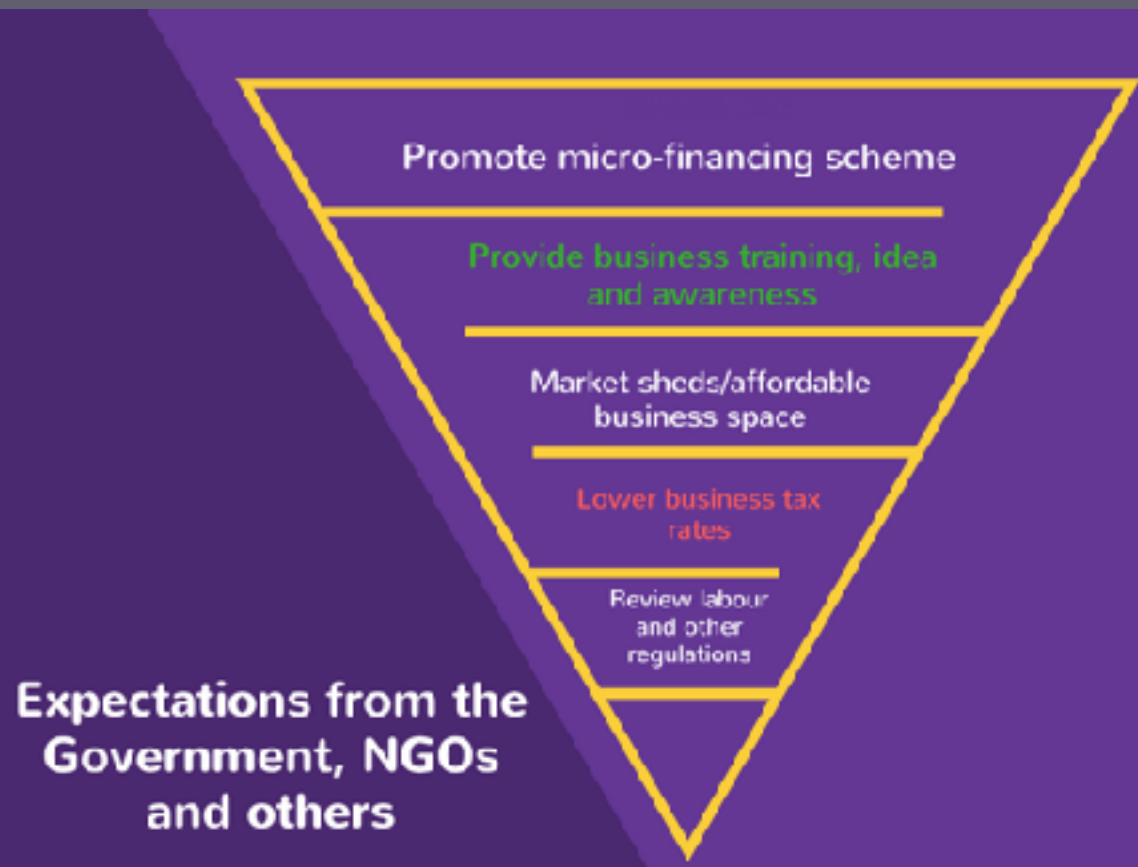 Promote micro-financing scheme
Provide business training, idea
and awareness
Market sheds/affordable
business space
Lower business tax
rates
Review labour
and other
regulations
Expectations from the
Government, NGOs
and others